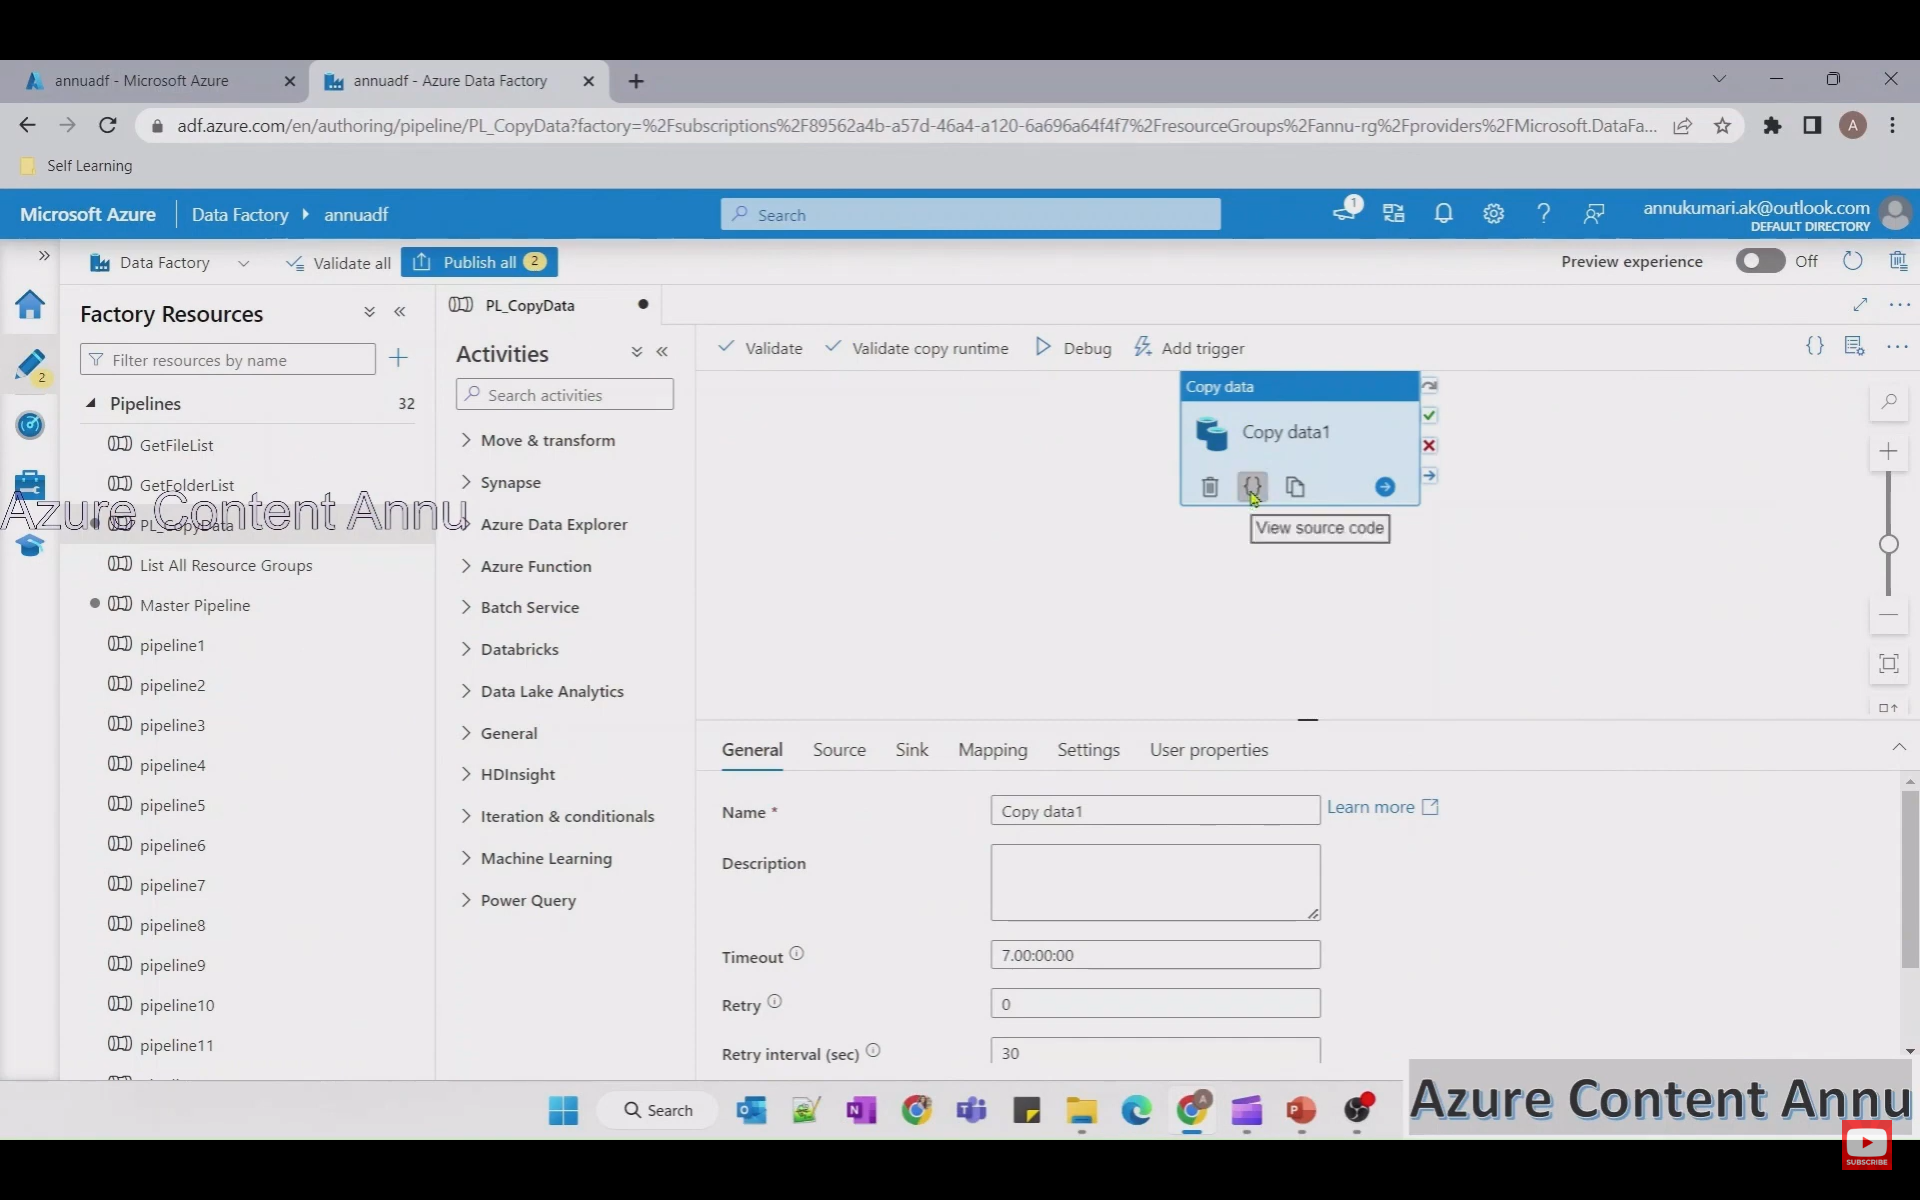 annuadf - Microsoft Azure
annuadf - Azure Data Factory
adf.azure.com/en/authoring/pipeline/PL_CopyData?factory=%2Fsubscriptions%2F89562a4b-a57d-46a4-a120-6a696a64f4f7%2FresourceGroups%2Fannu-rg%2Fproviders%2FMicrosoft.DataFa...
A
Self Learning
Microsoft Azure
Data Factory
annuadf
Search
1
annukumari.ak@outlook.com
DEFAULT DIRECTORY
Data Factory
Validate all
Publish all
2
Preview experience
Off
2
Factory Resources
Filter resources by name
Pipelines
32
GetFileList
GetFolderList
PL_CopyData
List All Resource Groups
Master Pipeline
pipeline1
pipeline2
pipeline3
pipeline4
pipeline5
pipeline6
pipeline7
pipeline8
pipeline9
pipeline10
pipeline11
Azure Content Annu
PL_CopyData
Activities
Search activities
Move & transform
Synapse
Azure Data Explorer
Azure Function
Batch Service
Databricks
Data Lake Analytics
General
HDInsight
Iteration & conditionals
Machine Learning
Power Query
Validate
Validate copy runtime
Debug
Add trigger
Copy data
Copy data1
View source code
General
Source
Sink
Mapping
Settings
User properties
Name *
Copy data1
Learn more
Description
Timeout
7.00:00:00
Retry
0
Retry interval (sec)
30
Search
A
Azure Content Annu
SUBSCRIBE